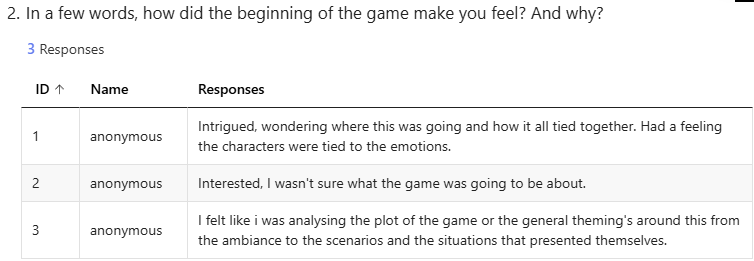 2. In a few words, how did the beginning of the game make you feel? And why?
3 Responses
ID ↑ Name Responses
1 anonymous Intrigued, wondering where this was going and how it all tied together. Had a feeling
the characters were tied to the emotions.
2 anonymous Interested, I wasn't sure what the game was going to be about.
3 anonymous I felt like i was analysing the plot of the game or the general theming's around this from
the ambiance to the scenarios and the situations that presented themselves.